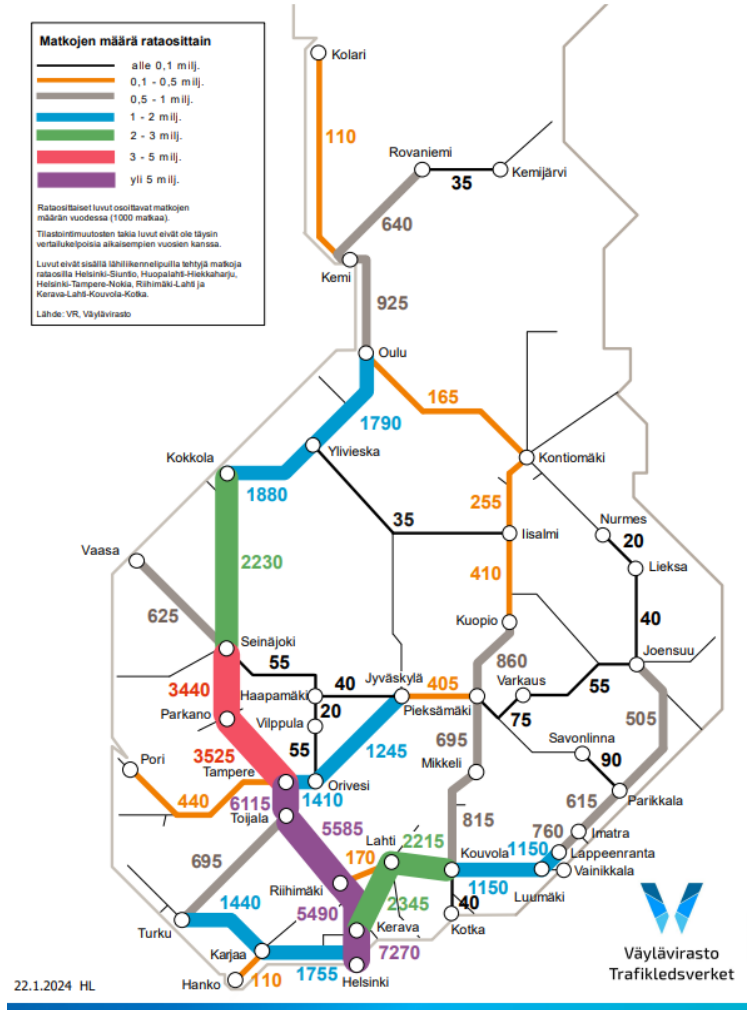 Matkojen määrä rataosittain
alle 0,1 milj.
0,1 - 0,5 milj.
0,5 - 1 milj.
1 - 2 milj.
2 - 3 milj.
3 - 5 milj.
yli 5 milj.
Rataosittaiset luvut osoittavat matkojen
määrän vuodessa (1000 matkaa).
Tilastointimuutosten takia luvut eivät ole täysin
vertailukelpoisia aikaisempien vuosien kanssa.
Luvut eivät sisällä lähiliikennelipuilla tehtyjä matkoja
rataosilla Helsinki-Siuntio, Huopalahti-Hiekkaharju,
Helsinki-Tampere-Nokia, Riihimäki-Lahti ja
Kerava-Lahti-Kouvola-Kotka.
Lähde: VR, Väylävirasto
Kolari
110
Rovaniemi
Kemijärvi
35
640
Kemi
925
Oulu
165
1790
Kokkola
Ylivieska
Kontiomäki
1880
255
35
Iisalmi
Nurmes
20
Lieksa
Vaasa
2230
410
625
Kuopio
40
Seinäjoki
55
860
Joensuu
3440
Haapamäki
40
Jyväskylä
405
Pieksämäki
Varkaus
55
Parkano
20
Vilppula
75
505
3525
55
1245
695
Savonlinna
90
Pori
Tampere
Mikkeli
440
1410
Orivesi
615
Parikkala
6115
Toijala
5585
815
Lahti
2215
760
Imatra
695
170
Kouvola
1150
Lappeenranta
Vainikkala
Riihimäki
1150
Luumäki
1440
5490
2345
40
Turku
Kerava
Kotka
Karjaa
7270
Hanko
110
1755
Helsinki
22.1.2024 HL
Väylävirasto
Trafikledsverket